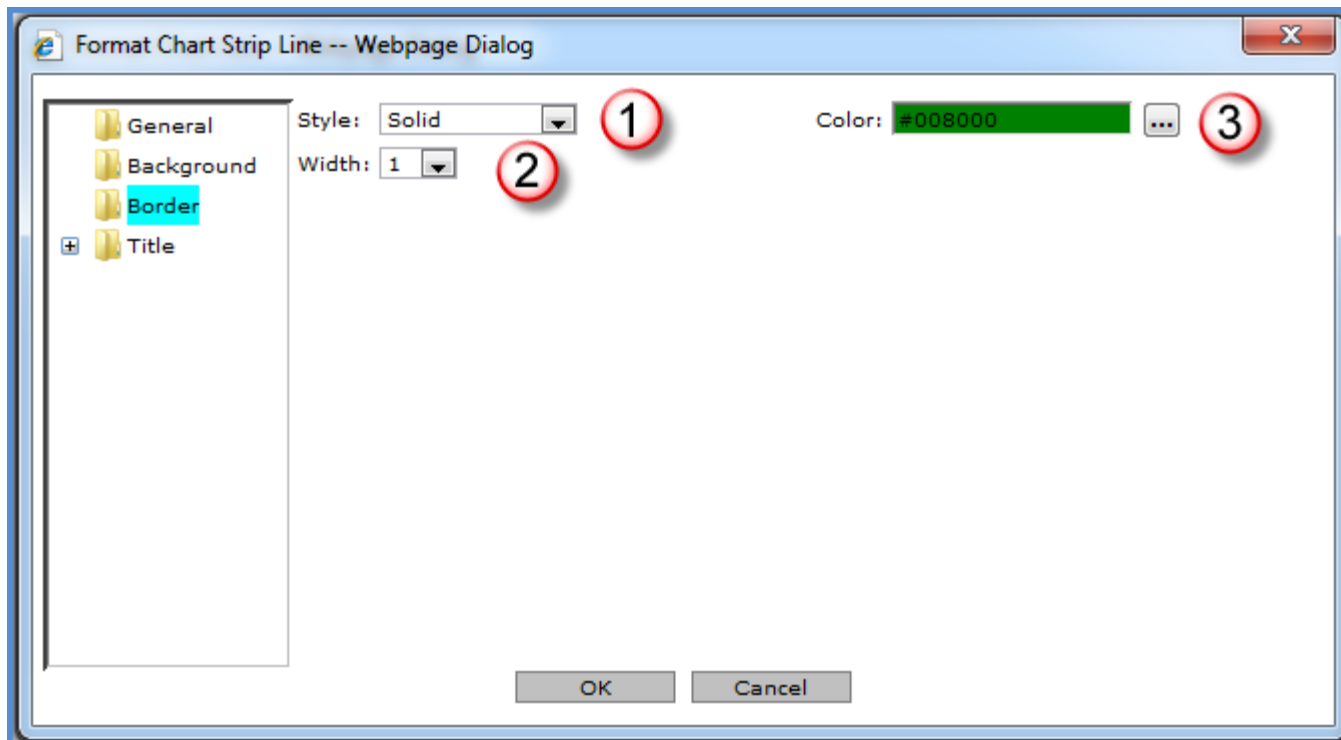 Format Chart Strip Line -- Webpage Dialog
x
General
Background
Border
Title
Style: Solid
1
Color: #008000
...
3
Width: 1
2
OK
Cancel